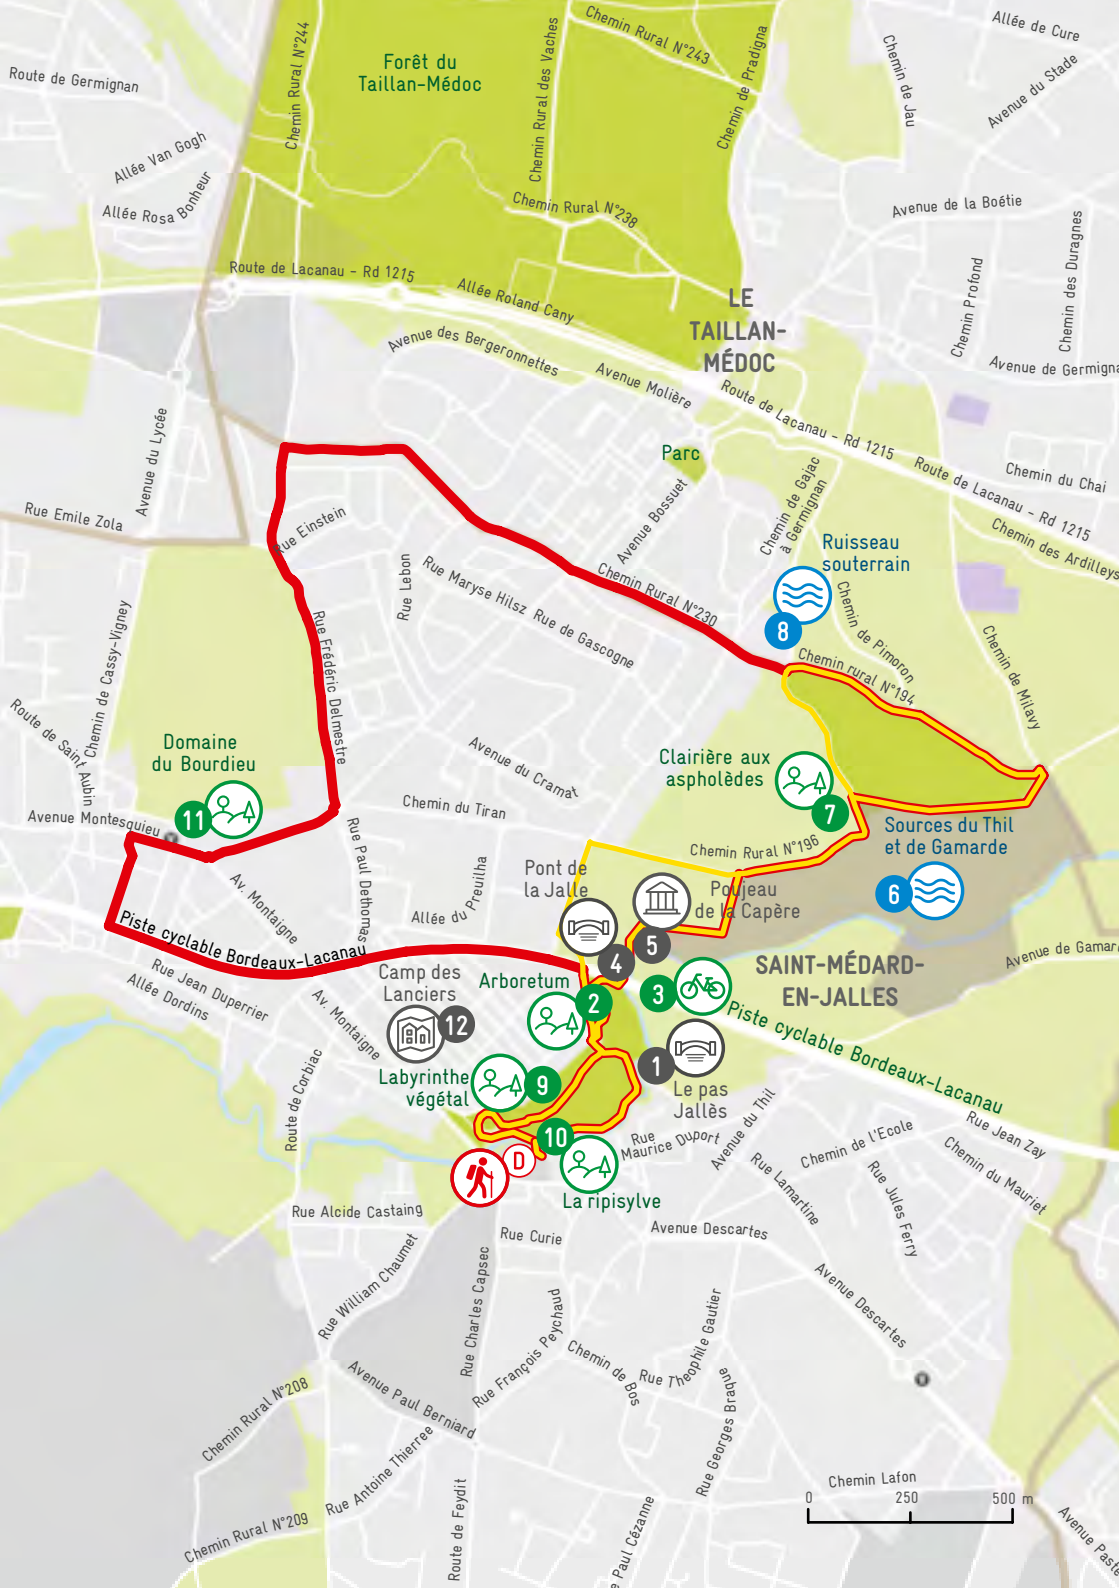 Allée de Cure
Chemin Rural N°243
Chemin Rural N°244
Chemin Rural des Vaches
Chemin de Pradigna
Chemin de Jau
Avenue du Stade
Forêt du
Taillan-Médoc
Route de Germignan
Allée Van Gogh
Allée Rosa Bonheur
Chemin Rural N°238
Avenue de la Boétie
Chemin Profond
Chemin des Duragnes
Route de Lacanau - Rd 1215
Allée Roland Cany
LE
TAILLAN-
MÉDOC
Avenue des Bergeronnettes
Avenue Molière
Avenue de Germigna
Route de Lacanau - Rd 1215
Route de Lacanau - Rd 1215
Avenue du Lycée
Parc
Chemin du Chai
Rue Emile Zola
Rue Einstein
Avenue Bossuet
Chemin de Gajac
à Germignan
Chemin des Ardilleys
Ruisseau
souterrain
8
Rue Lebon
Rue Maryse Hilsz
Rue de Gascogne
Chemin Rural N°230
Chemin de Pimoron
Chemin rural N°194
Chemin de Milavy
Chemin de Cassy-Vigney
Rue Frédéric Delmestre
Route de Saint Aubin
Domaine
du Bourdieu
11
Avenue du Cramat
Clairière aux
aspholèdes
7
Avenue Montesquieu
Chemin du Tiran
Sources du Thil
et de Gamarde
6
Rue Paul Dethomas
Chemin Rural N°196
Pont de
la Jalle
4
Poujeau
de la Capère
5
Av. Montaigne
Allée du Preuilha
Piste cyclable Bordeaux-Lacanau
Avenue de Gamar
SAINT-MÉDARD-
EN-JALLES
Rue Jean Duperrier
Allée Dordins
Camp des
Lanciers
12
Arboretum
2
3
Piste cyclable Bordeaux-Lacanau
Av. Montaigne
1
Le pas
Jallès
Labyrinthe
végétal
9
Route de Corbiac
10
D
La ripisylve
Rue
Maurice Duport
Avenue du Thil
Chemin de l'Ecole
Rue Jean Zay
Chemin du Mauriet
Rue Lamartine
Rue Jules Ferry
Rue Alcide Castaing
Rue Curie
Avenue Descartes
Rue William Chaumet
Rue Charles Capsec
Avenue Descartes
Rue François Peychaud
Chemin de Bos
Rue Theophile Gautier
Avenue Paul Berniard
Chemin Rural N°208
Rue Georges Braque
Rue Antoine Thierree
Chemin Lafon
0 250 500 m
Chemin Rural N°209
Route de Feydit
e Paul Cézanne
Avenue Paste